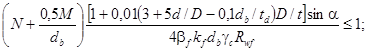 (N + 0,5M / d_b) [1 + 0,01(3 + 5d / D − 0,1d_b / t_d)D / t] sin α / 4β_f k_f d_b γ_c R_wf ≤ 1;